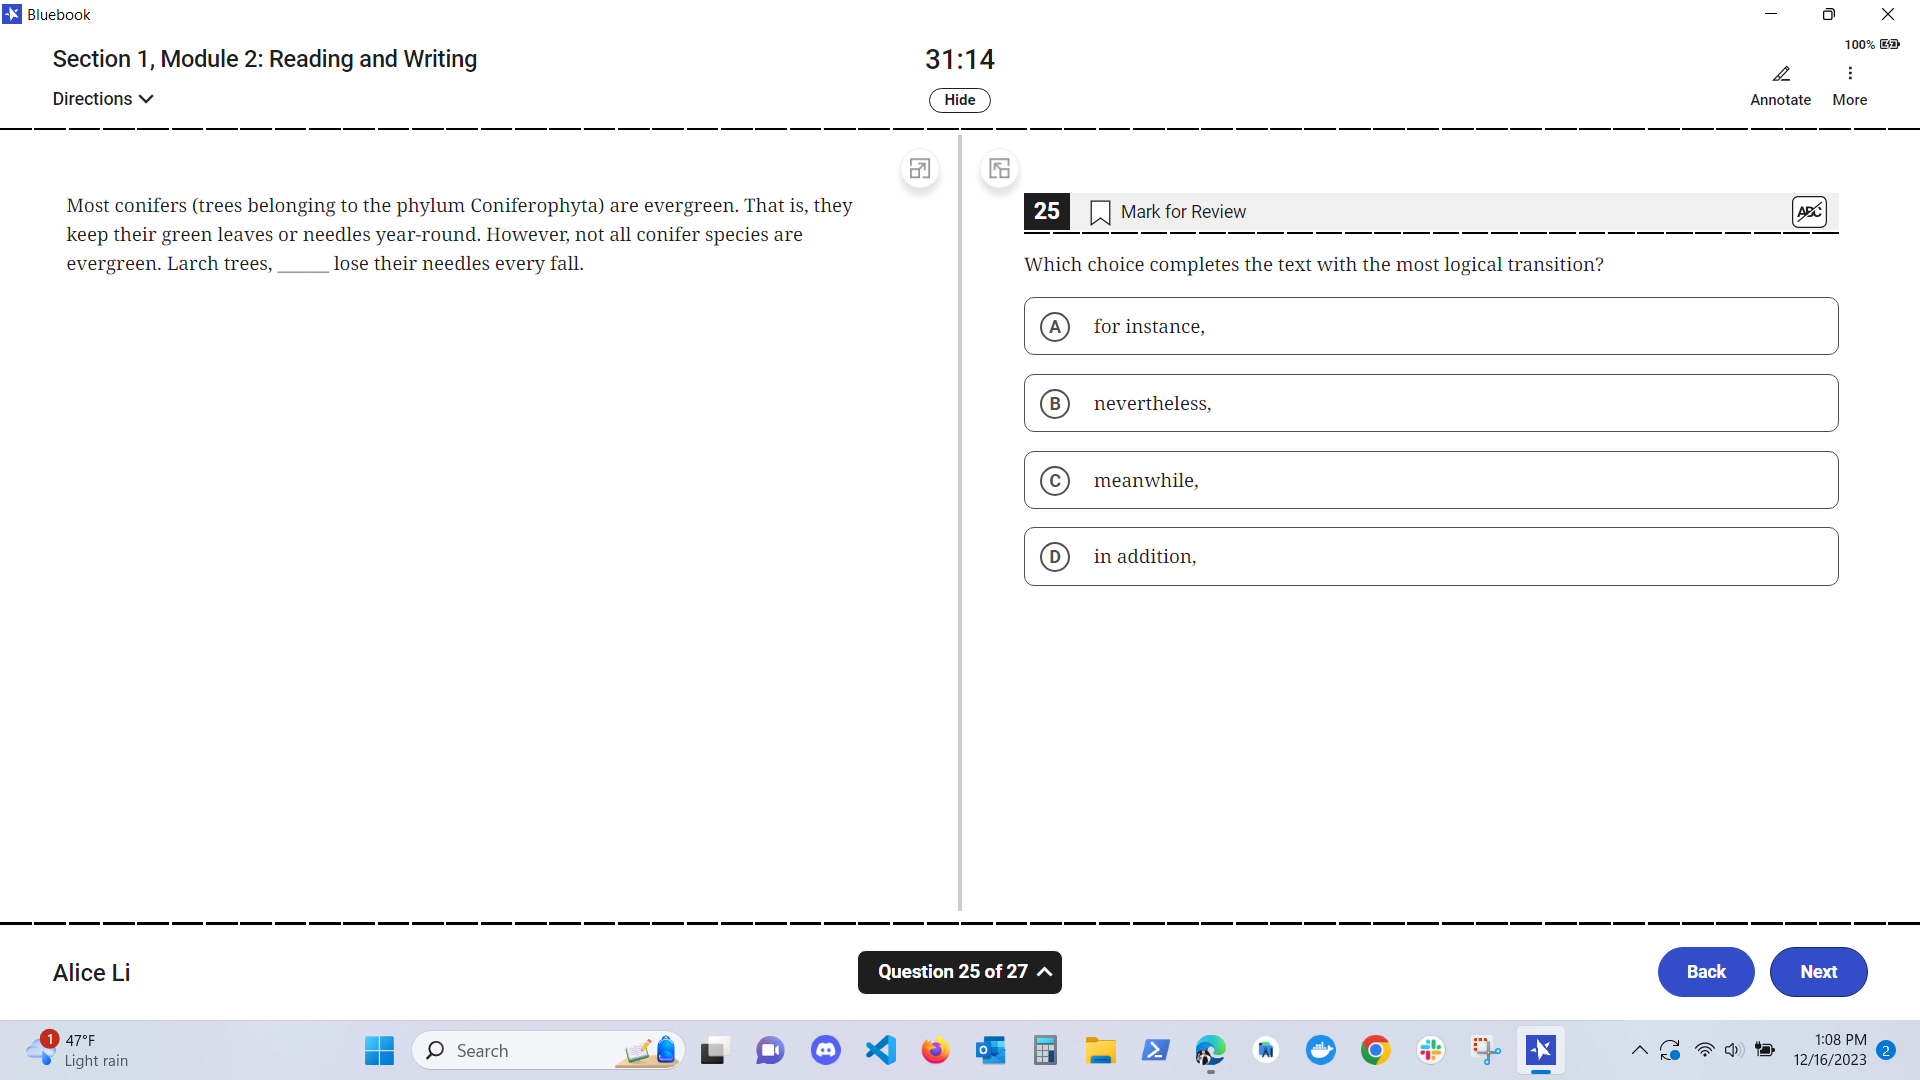 Bluebook
Section 1, Module 2: Reading and Writing
Directions
31:14
Hide
100%
Annotate
More
Most conifers (trees belonging to the phylum Coniferophyta) are evergreen. That is, they
keep their green leaves or needles year-round. However, not all conifer species are
evergreen. Larch trees, ______ lose their needles every fall.
25
Mark for Review
ABC
Which choice completes the text with the most logical transition?
A for instance,
B nevertheless,
C meanwhile,
D in addition,
Alice Li
Question 25 of 27
Back
Next
1
47°F
Light rain
Search
1:08 PM
12/16/2023
2